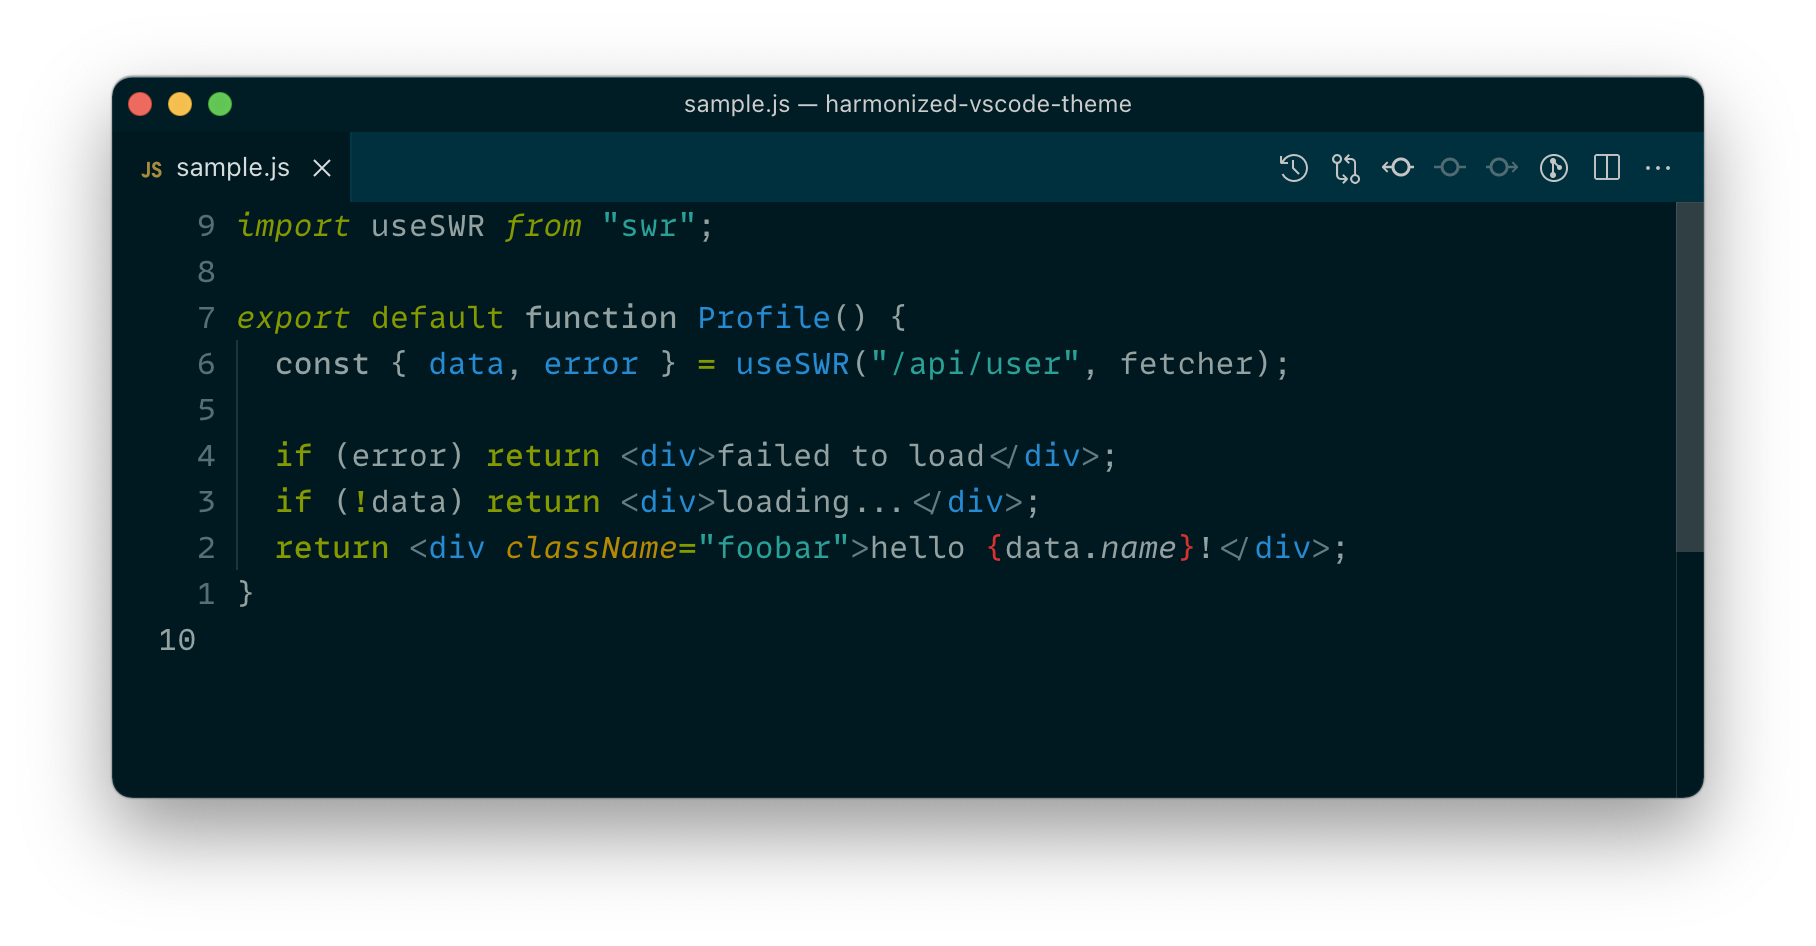 sample.js — harmonized-vscode-theme
JS sample.js
9 import useSWR from "swr";
8
7 export default function Profile() {
6   const { data, error } = useSWR("/api/user", fetcher);
5
4   if (error) return <div>failed to load</div>;
3   if (!data) return <div>loading...</div>;
2   return <div className="foobar">hello {data.name}!</div>;
1 }
10